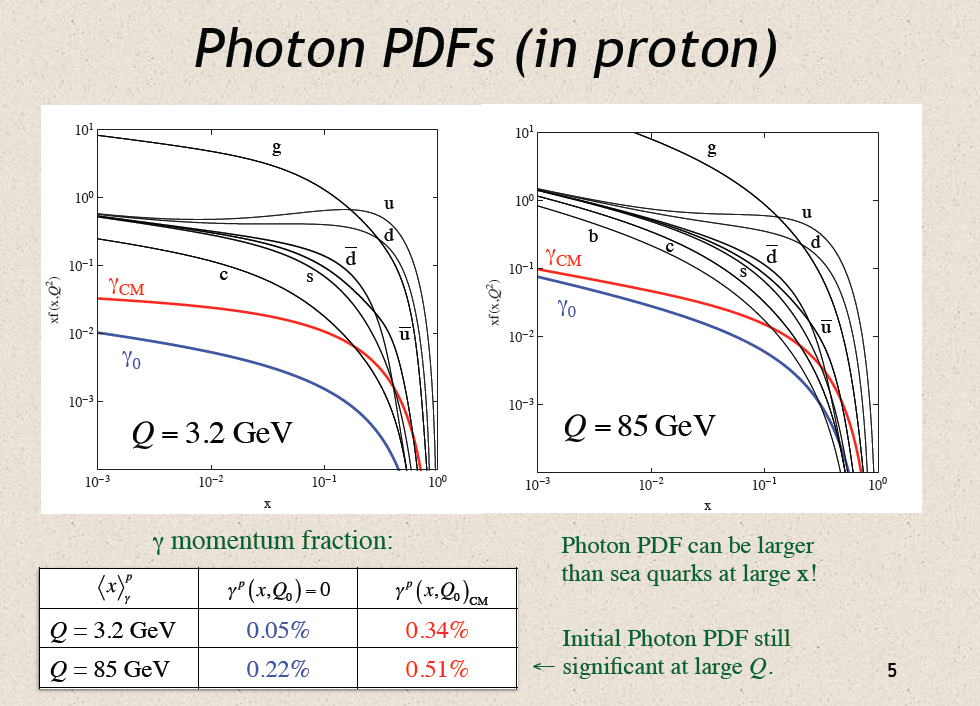 Photon PDFs (in proton)
10¹
10⁰
10⁻¹
10⁻²
10⁻³
xf(x,Q²)
g
u
d
d̅
s
c
u̅
γCM
γ0
Q = 3.2 GeV
10⁻³ 10⁻² 10⁻¹ 10⁰
x
10¹
10⁰
10⁻¹
10⁻²
10⁻³
xf(x,Q²)
g
u
d
b
c
d̅
s
u̅
γCM
γ0
Q = 85 GeV
10⁻³ 10⁻² 10⁻¹ 10⁰
x
γ momentum fraction:
⟨x⟩ᵖγ γᵖ(x,Q₀) = 0 γᵖ(x,Q₀)CM
Q = 3.2 GeV 0.05% 0.34%
Q = 85 GeV 0.22% 0.51%
Photon PDF can be larger
than sea quarks at large x!
Initial Photon PDF still
← significant at large Q.
5